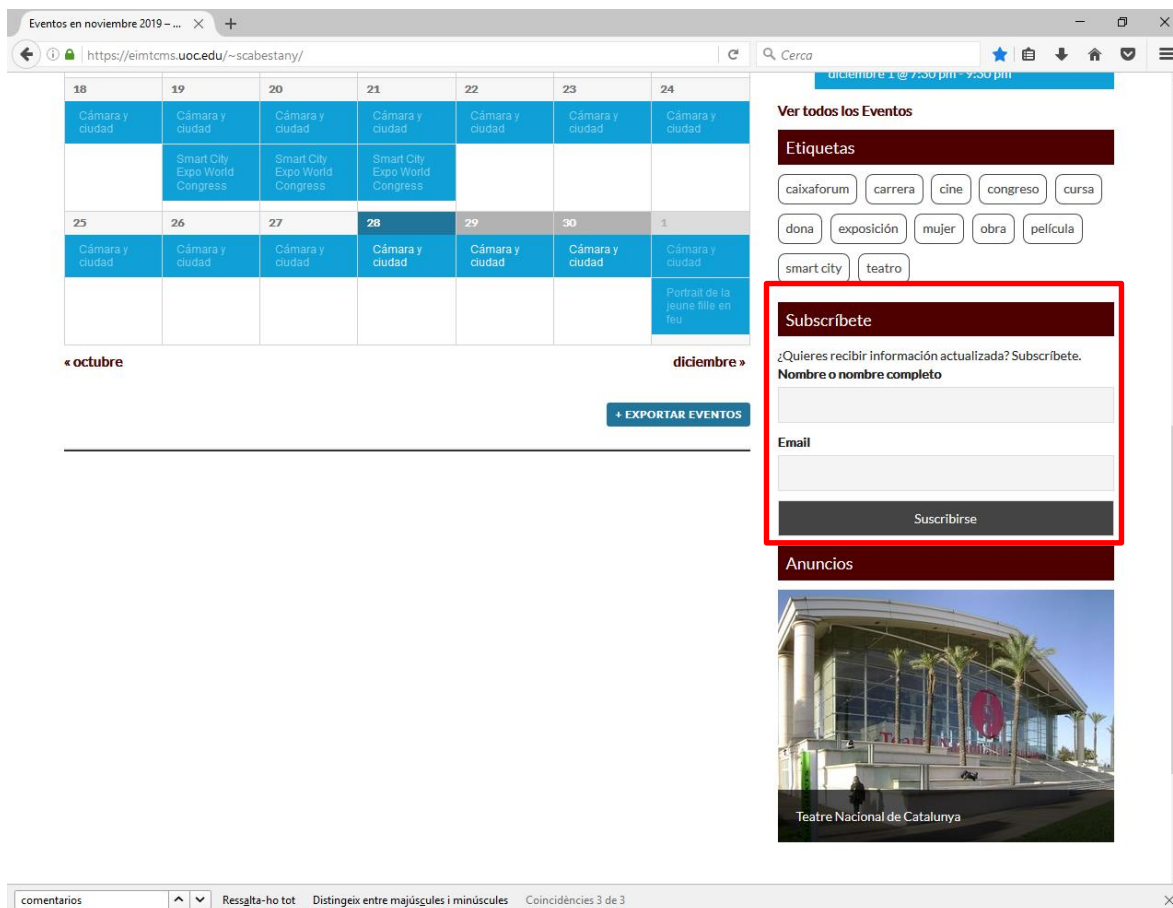 Eventos en noviembre 2019 – ...
https://eimtcms.uoc.edu/~scabestany/
Cerca
18 19 20 21 22 23 24
Cámara y ciudad
Cámara y ciudad
Cámara y ciudad
Cámara y ciudad
Cámara y ciudad
Cámara y ciudad
Cámara y ciudad
Smart City Expo World Congress
Smart City Expo World Congress
Smart City Expo World Congress
25 26 27 28 29 30 1
Cámara y ciudad
Cámara y ciudad
Cámara y ciudad
Cámara y ciudad
Cámara y ciudad
Cámara y ciudad
Cámara y ciudad
Portrait de la jeune fille en feu
« octubre
diciembre »
+ EXPORTAR EVENTOS
diciembre 1 @ 7:30 pm - 9:30 pm
Ver todos los Eventos
Etiquetas
caixaforum carrera cine congreso cursa
dona exposición mujer obra película
smart city teatro
Subscríbete
¿Quieres recibir información actualizada? Subscríbete.
Nombre o nombre completo
Email
Suscribirse
Anuncios
Teatre Nacional de Catalunya
comentarios Ressalta-ho tot Distingeix entre majúscules i minúscules Coincidències 3 de 3